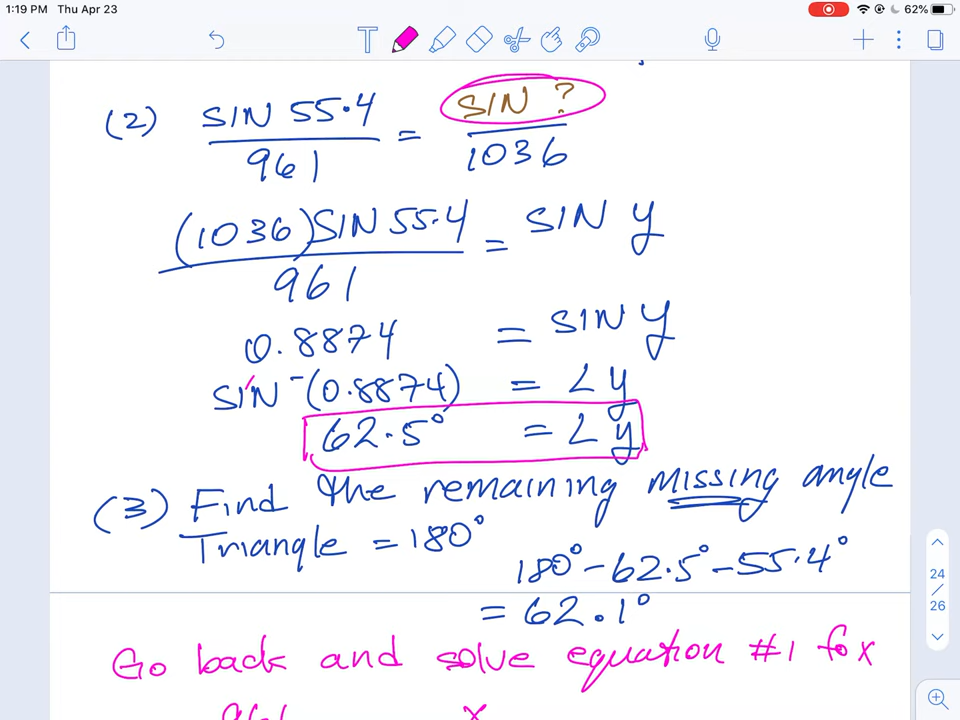 1:19 PM Thu Apr 23 62%
(2) SIN 55.4 = SIN ?
961 1036
(1036) SIN 55.4 = SIN y
961
0.8874 = SIN y
SIN⁻(0.8874) = ∠ y
62.5° = ∠ y
(3) Find the remaining missing angle
Triangle = 180°
180° - 62.5° - 55.4°
= 62.1°
Go back and solve equation #1 for x
961 x
24
/
26